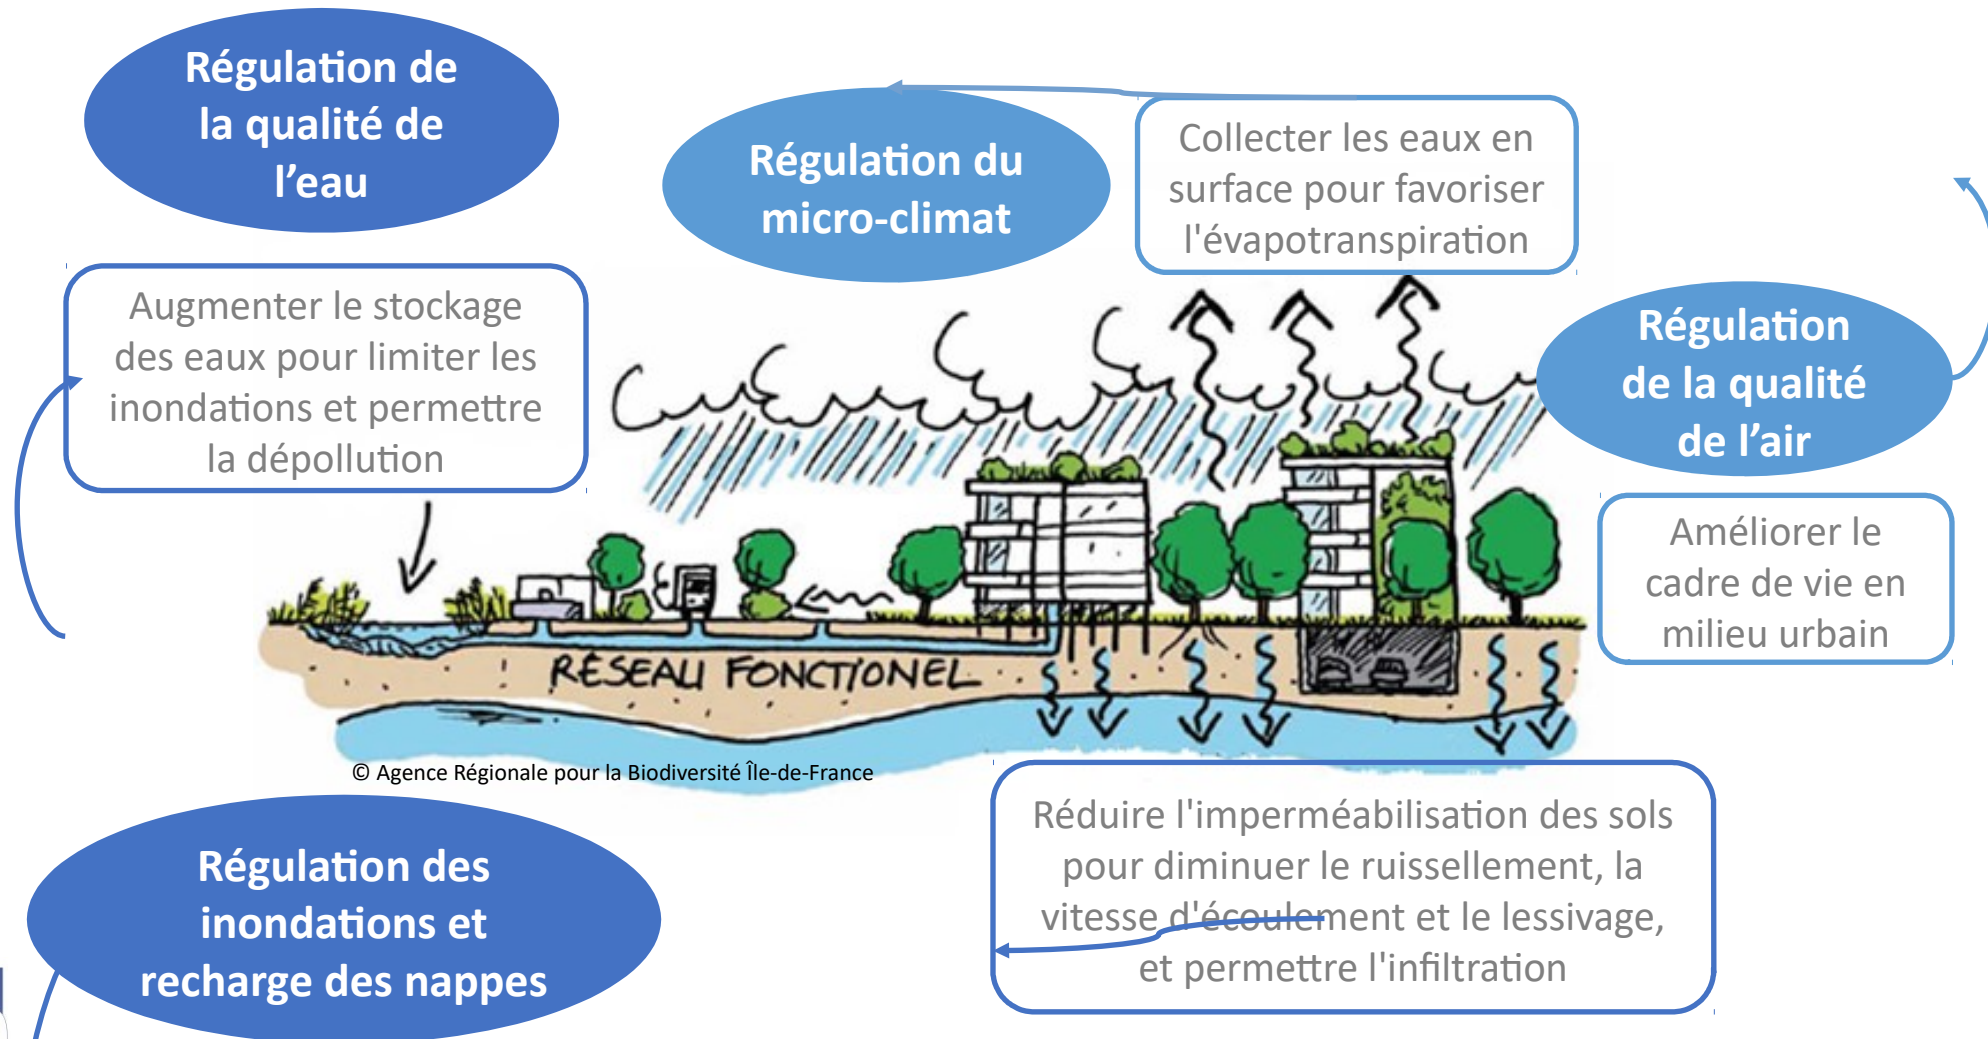 Régulation de
la qualité de
l’eau
Régulation du
micro-climat
Collecter les eaux en
surface pour favoriser
l'évapotranspiration
Augmenter le stockage
des eaux pour limiter les
inondations et permettre
la dépollution
Régulation
de la qualité
de l’air
Améliorer le
cadre de vie en
milieu urbain
RÉSEAU FONCTIONEL
© Agence Régionale pour la Biodiversité Île-de-France
Réduire l'imperméabilisation des sols
pour diminuer le ruissellement, la
vitesse d'écoulement et le lessivage,
et permettre l'infiltration
Régulation des
inondations et
recharge des nappes